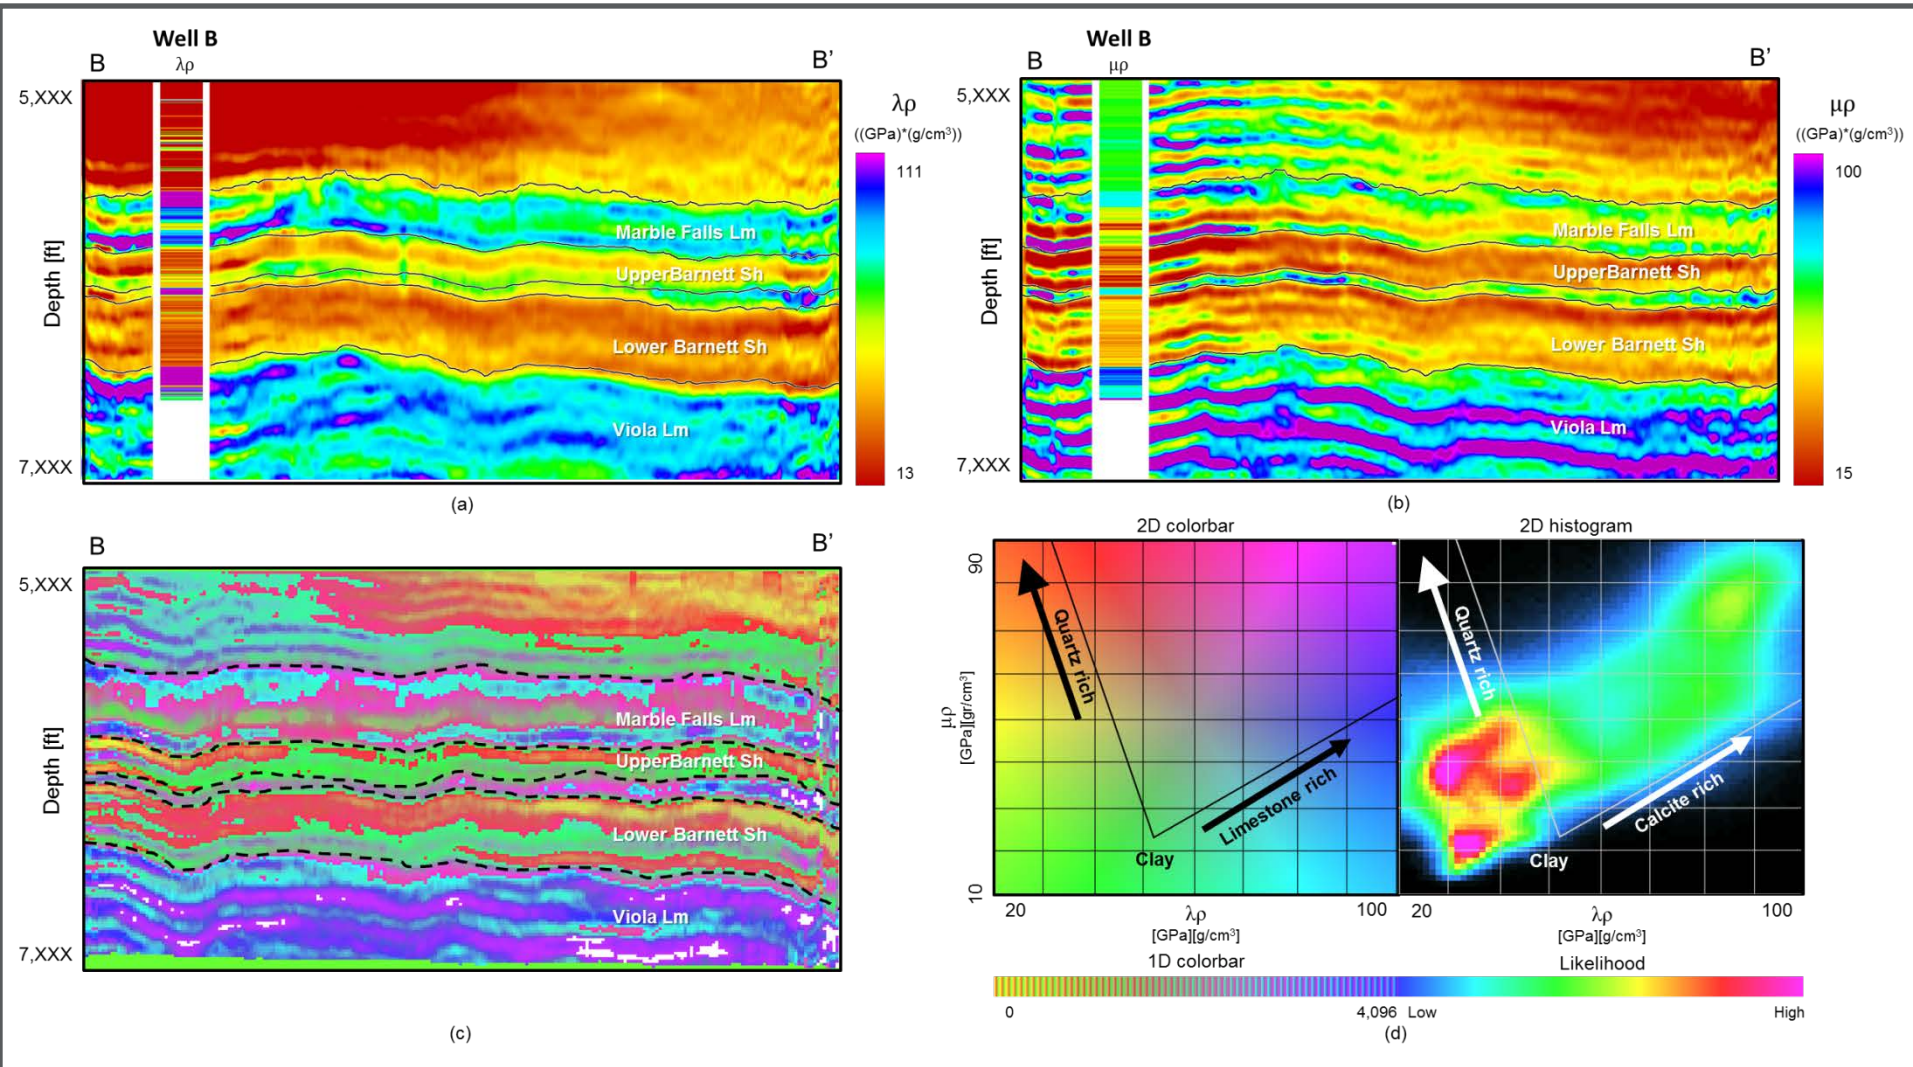 Well B
B
λρ
B’
5,XXX
Depth [ft]
Marble Falls Lm
UpperBarnett Sh
Lower Barnett Sh
Viola Lm
7,XXX
λρ
((GPa)*(g/cm³))
111
13
(a)
Well B
B
μρ
B’
5,XXX
Depth [ft]
Marble Falls Lm
UpperBarnett Sh
Lower Barnett Sh
Viola Lm
7,XXX
μρ
((GPa)*(g/cm³))
100
15
(b)
B
B’
5,XXX
Depth [ft]
Marble Falls Lm
UpperBarnett Sh
Lower Barnett Sh
Viola Lm
7,XXX
(c)
2D colorbar
90
μρ
[GPa][gr/cm³]
10
Quartz rich
Limestone rich
Clay
20
λρ
100
[GPa][g/cm³]
1D colorbar
0
4,096
2D histogram
Quartz rich
Calcite rich
Clay
20
λρ
100
[GPa][g/cm³]
Likelihood
Low
High
(d)